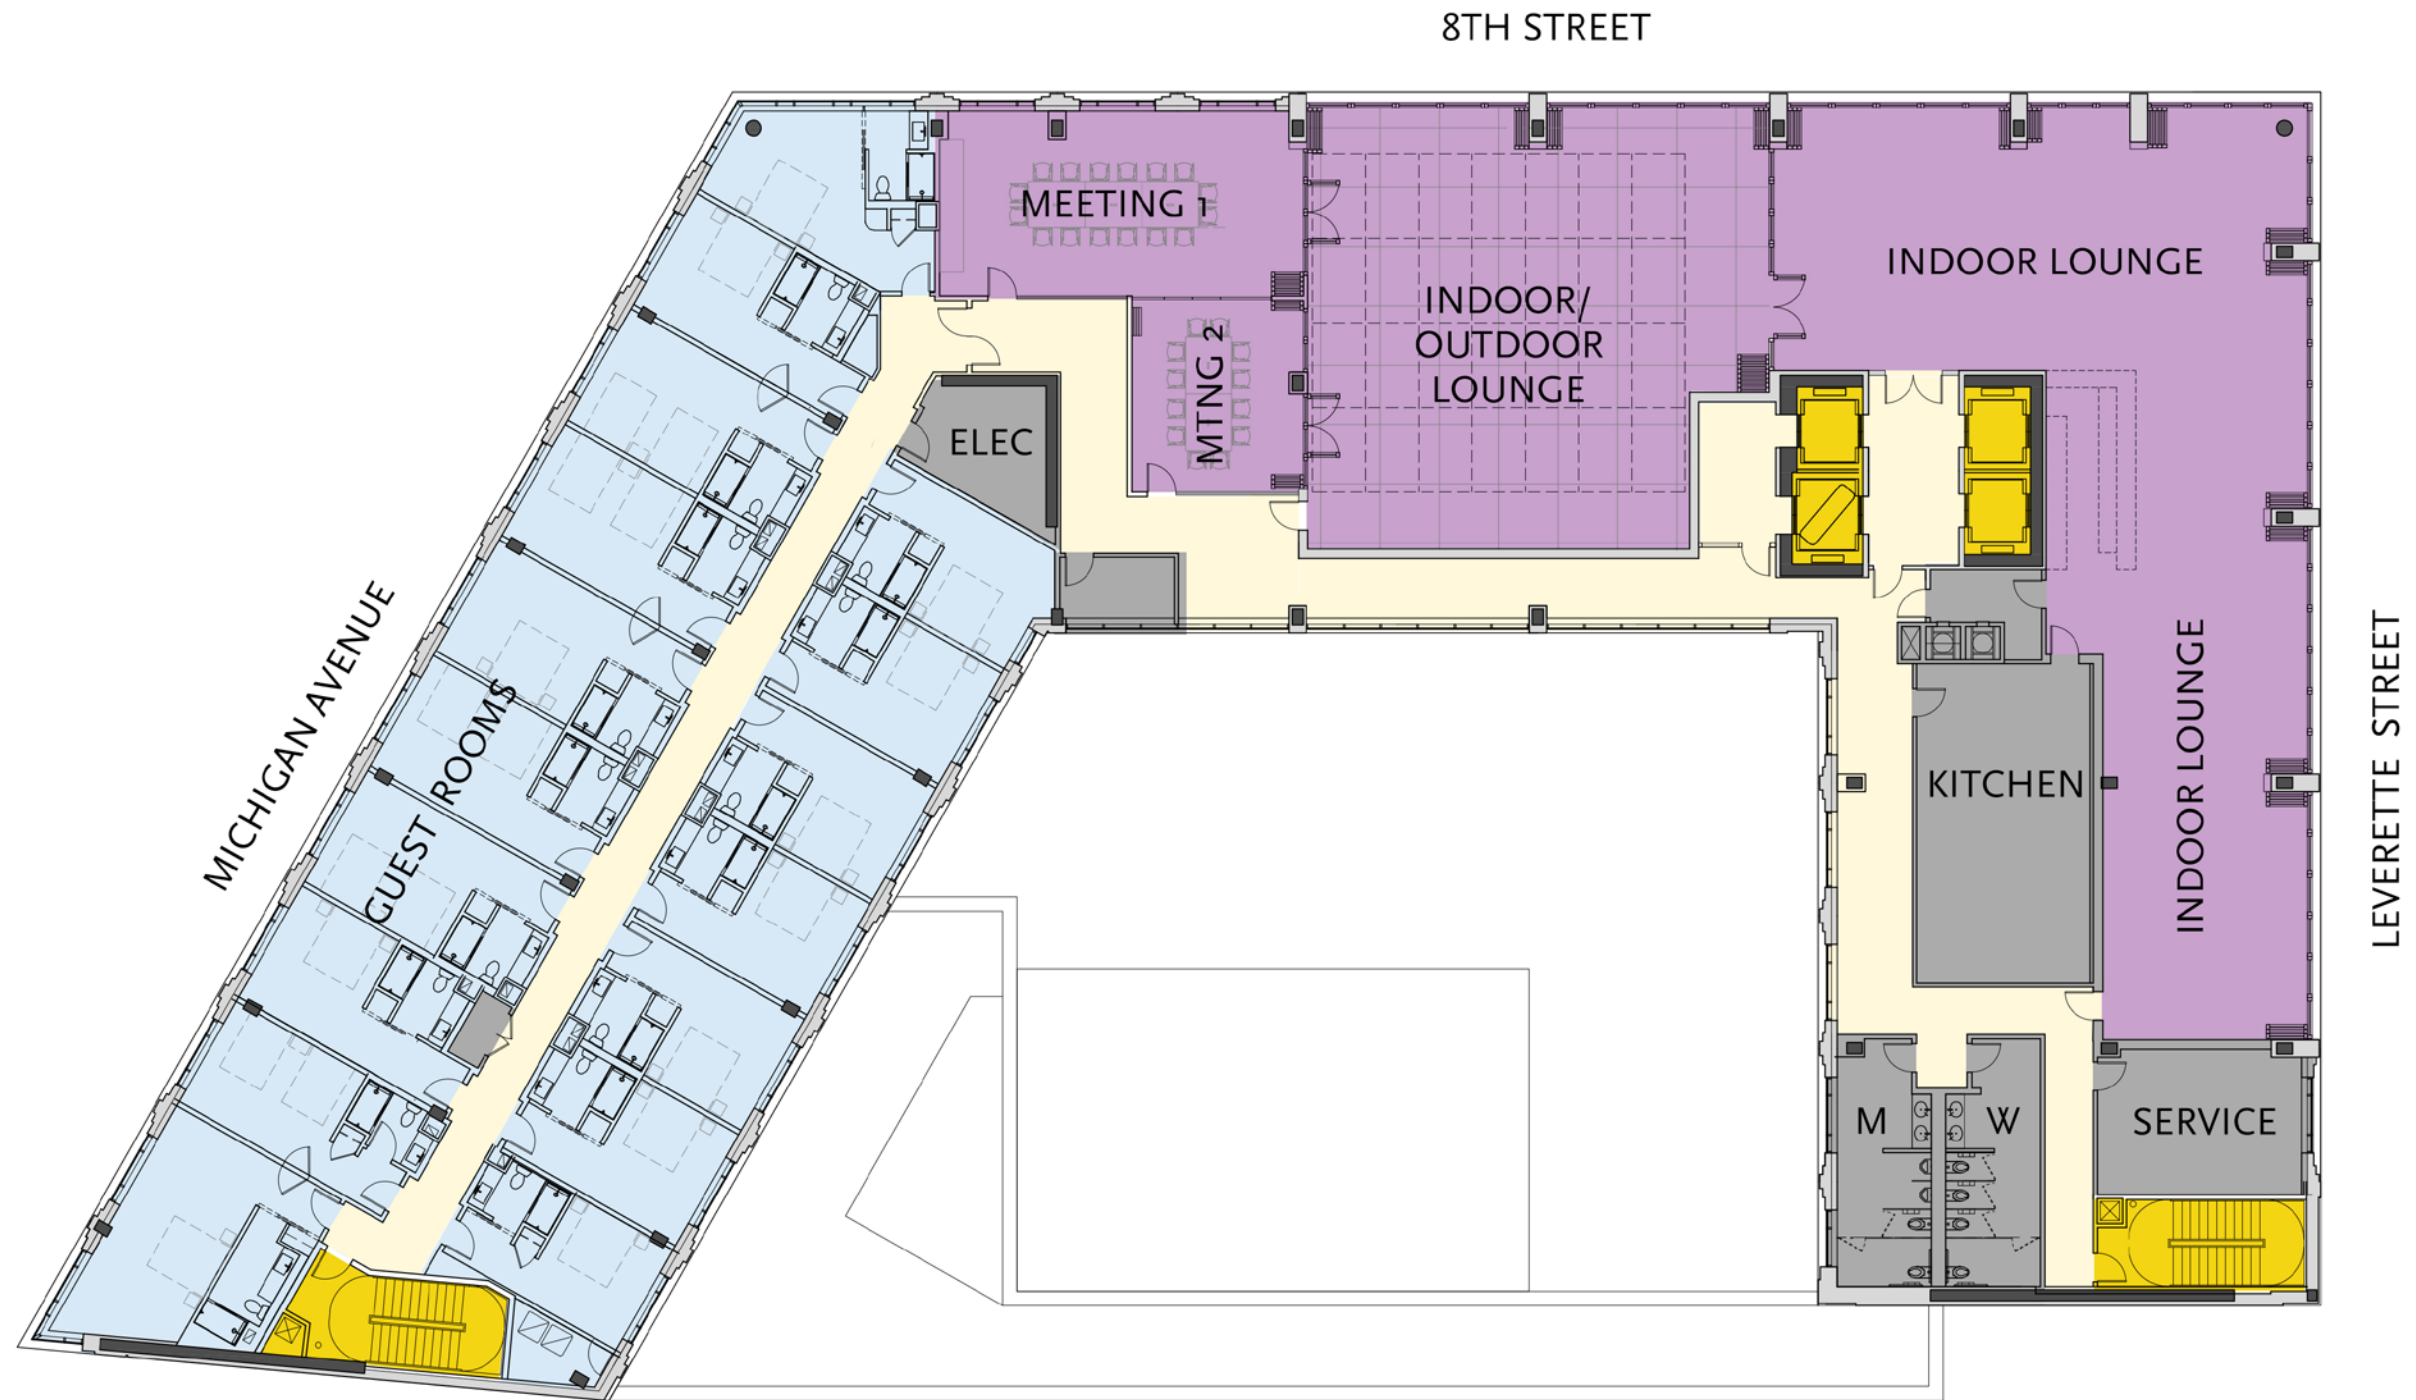 8TH STREET
MEETING 1
INDOOR LOUNGE
INDOOR/
OUTDOOR
LOUNGE
MTNG 2
ELEC
MICHIGAN AVENUE
GUEST ROOMS
KITCHEN
INDOOR LOUNGE
LEVERETTE STREET
M
W
SERVICE